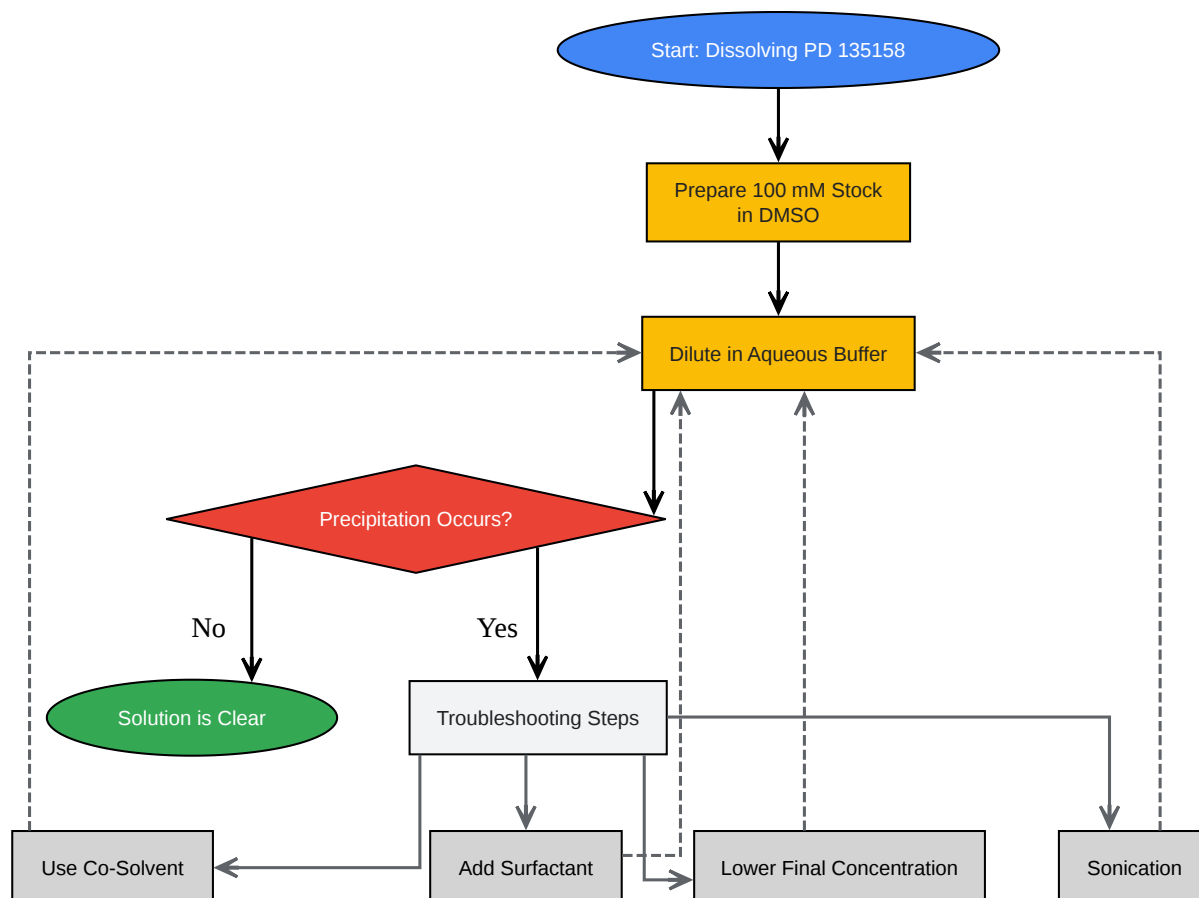 Start: Dissolving PD 135158
Prepare 100 mM Stock
in DMSO
Dilute in Aqueous Buffer
Precipitation Occurs?
No
Yes
Solution is Clear
Troubleshooting Steps
Use Co-Solvent
Add Surfactant
Lower Final Concentration
Sonication